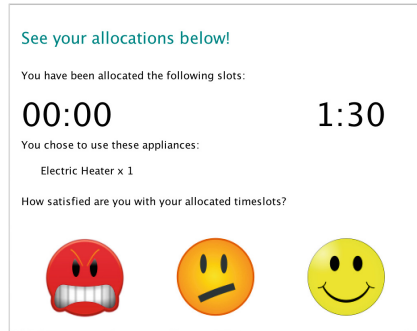 See your allocations below!
You have been allocated the following slots:
00:00 1:30
You chose to use these appliances:
Electric Heater x 1
How satisfied are you with your allocated timeslots?